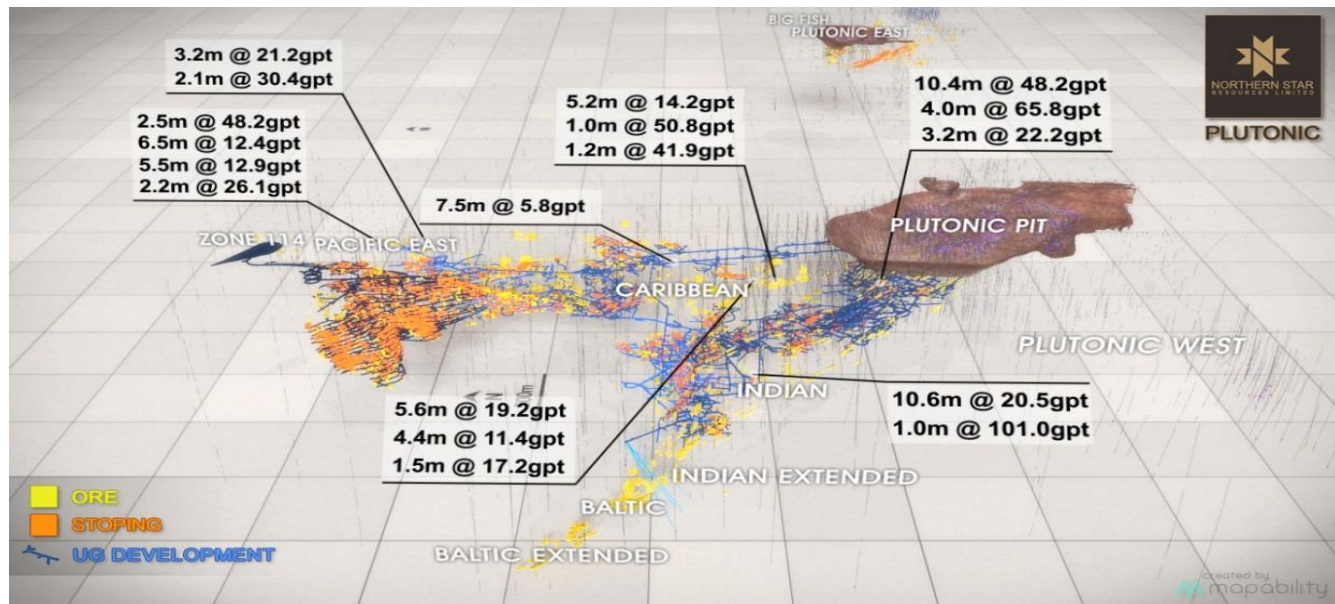 BIG FISH
PLUTONIC EAST
NORTHERN STAR
RESOURCES LIMITED
PLUTONIC
3.2m @ 21.2gpt
2.1m @ 30.4gpt
2.5m @ 48.2gpt
6.5m @ 12.4gpt
5.5m @ 12.9gpt
2.2m @ 26.1gpt
5.2m @ 14.2gpt
1.0m @ 50.8gpt
1.2m @ 41.9gpt
10.4m @ 48.2gpt
4.0m @ 65.8gpt
3.2m @ 22.2gpt
7.5m @ 5.8gpt
ZONE 114 PACIFIC EAST
PLUTONIC PIT
CARIBBEAN
PLUTONIC WEST
INDIAN
N
5.6m @ 19.2gpt
4.4m @ 11.4gpt
1.5m @ 17.2gpt
10.6m @ 20.5gpt
1.0m @ 101.0gpt
INDIAN EXTENDED
BALTIC
BALTIC EXTENDED
ORE
STOPING
UG DEVELOPMENT
created by
mapability